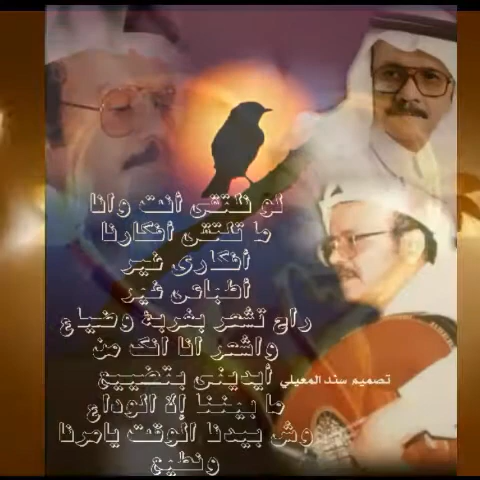 لو نلتقي أنت وانا
ما تلتقي أفكارنا
أفكاري غير
أطباعي غير
راح تشعر بغربة وضياع
واشعر انا انك من
أيديني بتضييع
تصميم سند المعيلي
ما بيننا إلا الوداع
وش بيدنا الوقت يامرنا
ونطيع